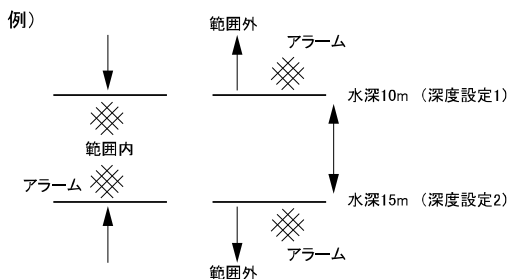 例）
範囲外
アラーム
水深10m （深度設定1）
範囲内
アラーム
水深15m （深度設定2）
アラーム
範囲外